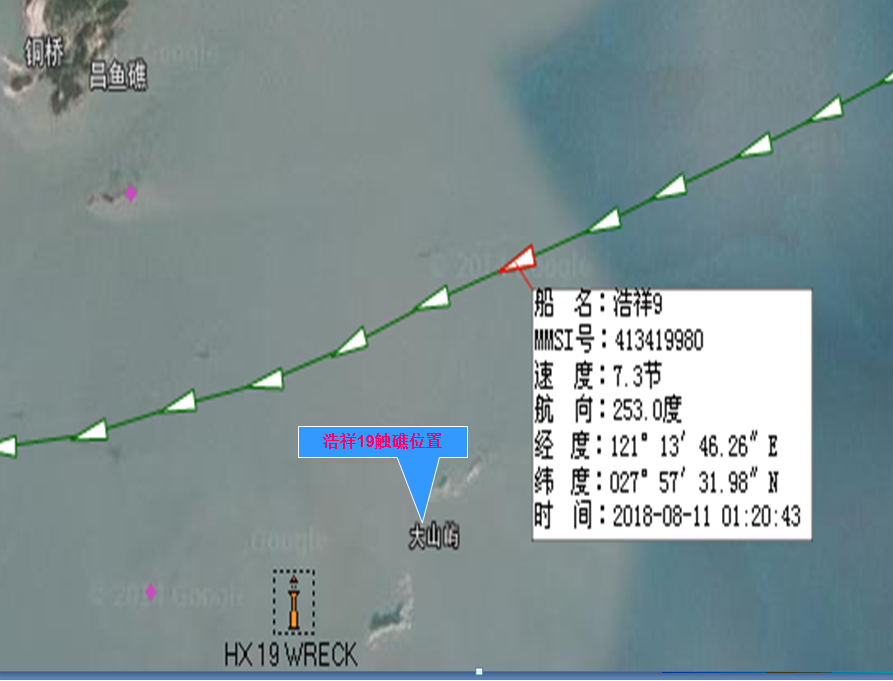 铜桥
吕鱼礁
Google
船 名：浩祥9
MMSI号：413419980
速 度：7.3节
航 向：253.0度
经 度：121° 13′ 46.26″ E
纬 度：027° 57′ 31.98″ N
时 间：2018-08-11 01:20:43
浩祥19触礁位置
大山屿
Google
Google
HX 19 WRECK